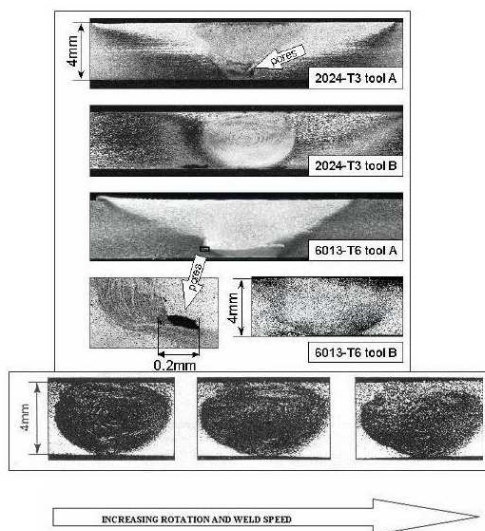 4mm
pores
2024-T3 tool A
2024-T3 tool B
6013-T6 tool A
pores
4mm
0.2mm
6013-T6 tool B
4mm
INCREASING ROTATION AND WELD SPEED